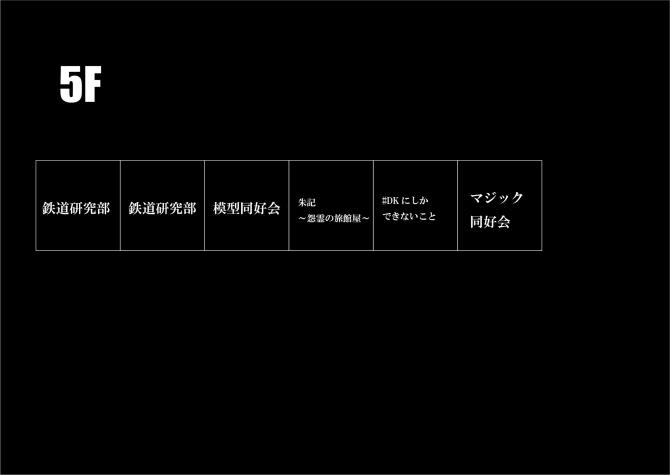 5F
鉄道研究部
鉄道研究部
模型同好会
朱記
～怨霊の旅館屋～
#DKにしか
できないこと
マジック
同好会